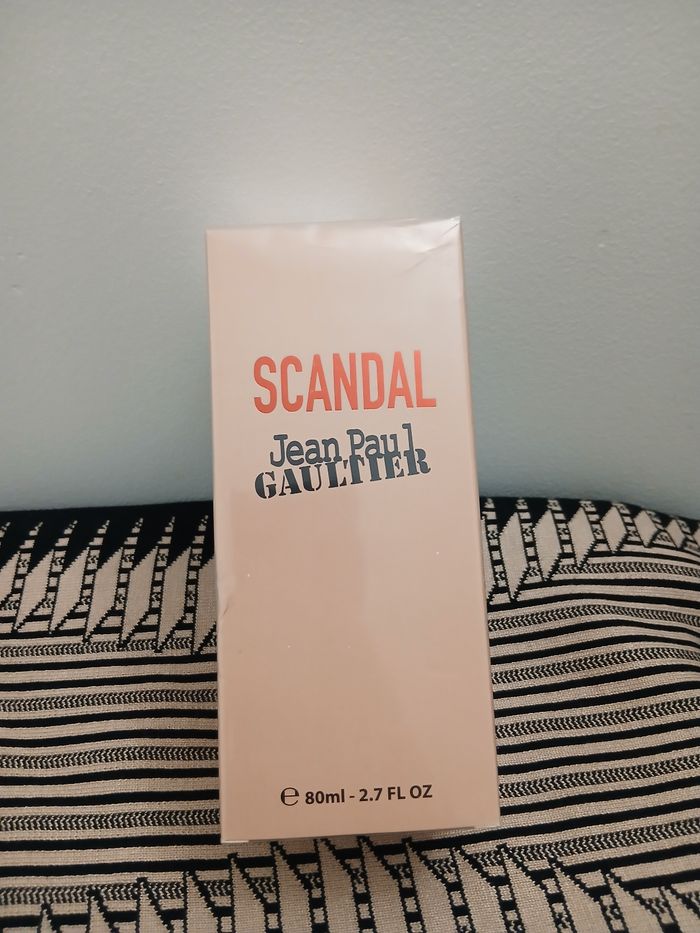 SCANDAL
Jean Paul
GAULTIER
℮ 80ml - 2.7 FL OZ